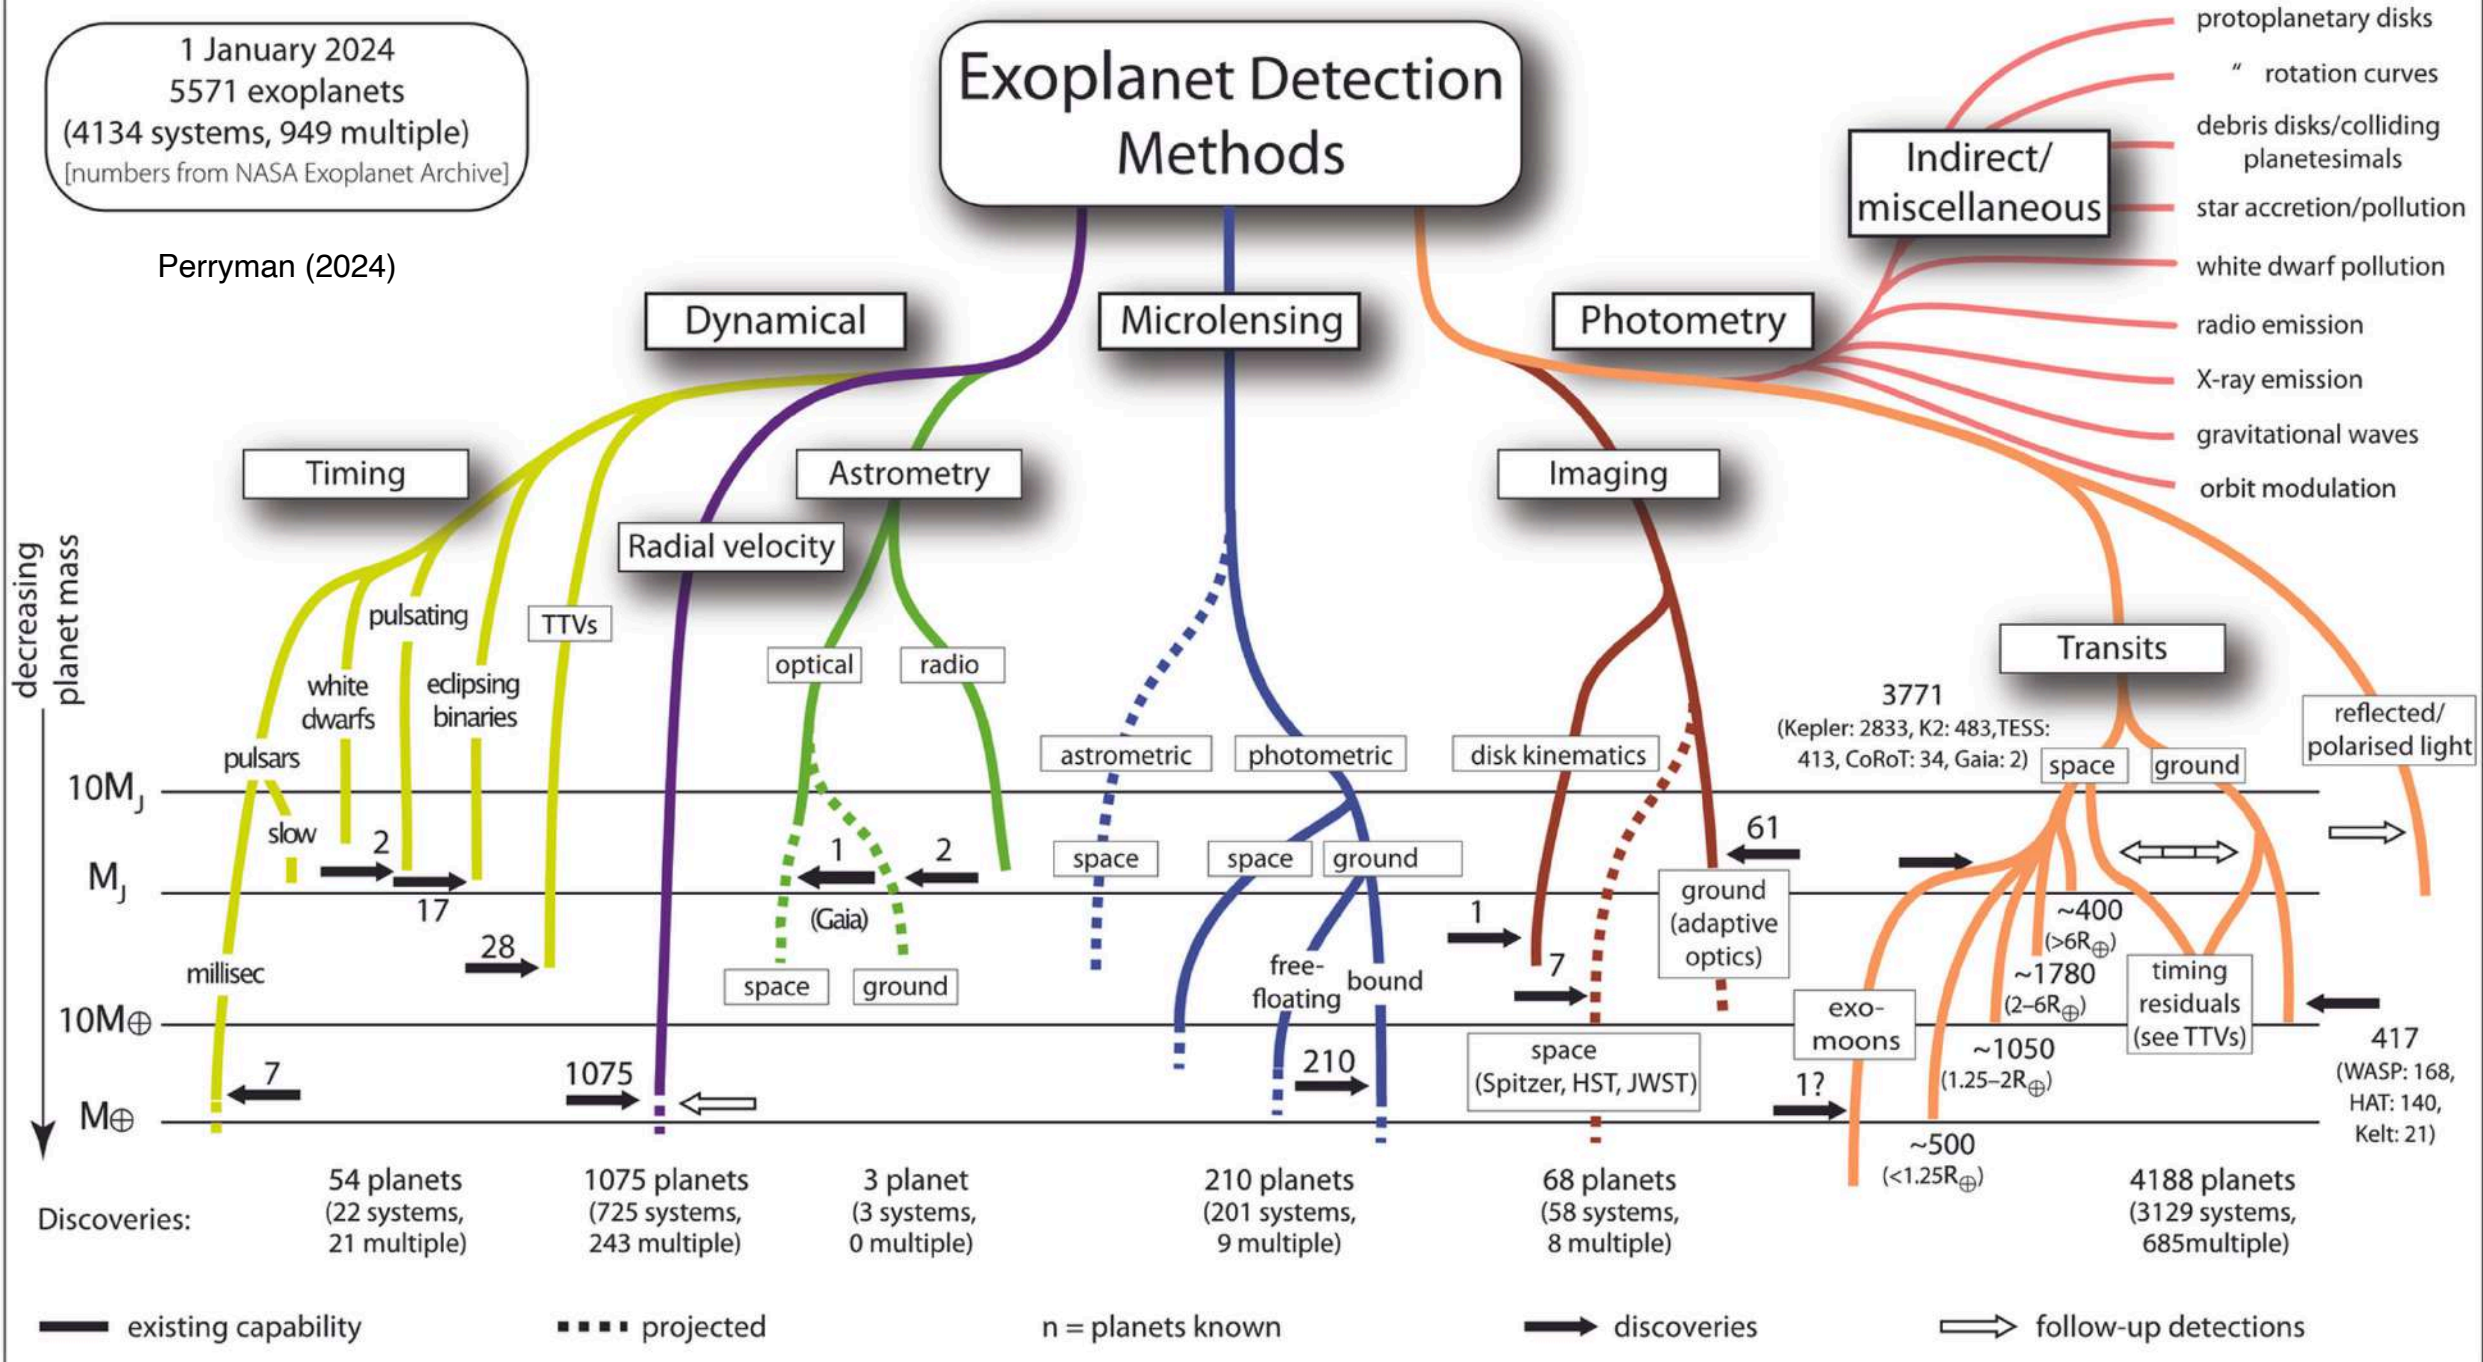 1 January 2024
5571 exoplanets
(4134 systems, 949 multiple)
[numbers from NASA Exoplanet Archive]
Perryman (2024)
Exoplanet Detection
Methods
protoplanetary disks
“ rotation curves
debris disks/colliding
planetesimals
star accretion/pollution
white dwarf pollution
radio emission
X-ray emission
gravitational waves
orbit modulation
Indirect/
miscellaneous
Dynamical
Microlensing
Photometry
Timing
Astrometry
Imaging
Radial velocity
decreasing
planet mass
pulsating
TTVs
white
dwarfs
eclipsing
binaries
pulsars
slow
millisec
optical
radio
astrometric
photometric
disk kinematics
Transits
3771
(Kepler: 2833, K2: 483,TESS:
413, CoRoT: 34, Gaia: 2)
space
ground
reflected/
polarised light
10MJ
MJ
10M⊕
M⊕
2
17
28
7
1075
1
(Gaia)
2
space
ground
space
space
ground
free-
floating
bound
210
1
7
61
ground
(adaptive
optics)
space
(Spitzer, HST, JWST)
exo-
moons
1?
~400
(>6R⊕)
~1780
(2–6R⊕)
~1050
(1.25–2R⊕)
~500
(<1.25R⊕)
timing
residuals
(see TTVs)
417
(WASP: 168,
HAT: 140,
Kelt: 21)
Discoveries:
54 planets
(22 systems,
21 multiple)
1075 planets
(725 systems,
243 multiple)
3 planet
(3 systems,
0 multiple)
210 planets
(201 systems,
9 multiple)
68 planets
(58 systems,
8 multiple)
4188 planets
(3129 systems,
685multiple)
existing capability
projected
n = planets known
discoveries
follow-up detections